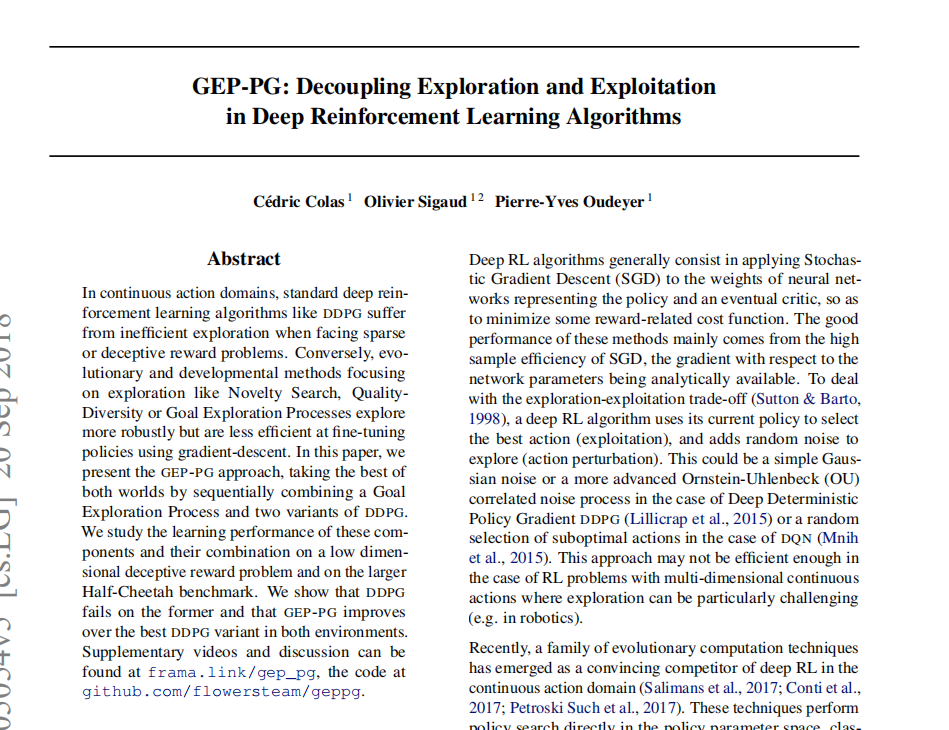 GEP-PG: Decoupling Exploration and Exploitation
in Deep Reinforcement Learning Algorithms
Cédric Colas 1 Olivier Sigaud 1 2 Pierre-Yves Oudeyer 1
Abstract
In continuous action domains, standard deep rein-
forcement learning algorithms like DDPG suffer
from inefficient exploration when facing sparse
or deceptive reward problems. Conversely, evo-
lutionary and developmental methods focusing
on exploration like Novelty Search, Quality-
Diversity or Goal Exploration Processes explore
more robustly but are less efficient at fine-tuning
policies using gradient-descent. In this paper, we
present the GEP-PG approach, taking the best of
both worlds by sequentially combining a Goal
Exploration Process and two variants of DDPG.
We study the learning performance of these com-
ponents and their combination on a low dimen-
sional deceptive reward problem and on the larger
Half-Cheetah benchmark. We show that DDPG
fails on the former and that GEP-PG improves
over the best DDPG variant in both environments.
Supplementary videos and discussion can be
found at frama.link/gep_pg, the code at
github.com/flowersteam/geppg.
Deep RL algorithms generally consist in applying Stochas-
tic Gradient Descent (SGD) to the weights of neural net-
works representing the policy and an eventual critic, so as
to minimize some reward-related cost function. The good
performance of these methods mainly comes from the high
sample efficiency of SGD, the gradient with respect to the
network parameters being analytically available. To deal
with the exploration-exploitation trade-off (Sutton & Barto,
1998), a deep RL algorithm uses its current policy to select
the best action (exploitation), and adds random noise to
explore (action perturbation). This could be a simple Gaus-
sian noise or a more advanced Ornstein-Uhlenbeck (OU)
correlated noise process in the case of Deep Deterministic
Policy Gradient DDPG (Lillicrap et al., 2015) or a random
selection of suboptimal actions in the case of DQN (Mnih
et al., 2015). This approach may not be efficient enough in
the case of RL problems with multi-dimensional continuous
actions where exploration can be particularly challenging
(e.g. in robotics).
Recently, a family of evolutionary computation techniques
has emerged as a convincing competitor of deep RL in the
continuous action domain (Salimans et al., 2017; Conti et al.,
2017; Petroski Such et al., 2017). These techniques perform
policy search directly in the policy parameter space, clas-
[cs.LG] 20 Sep 2018